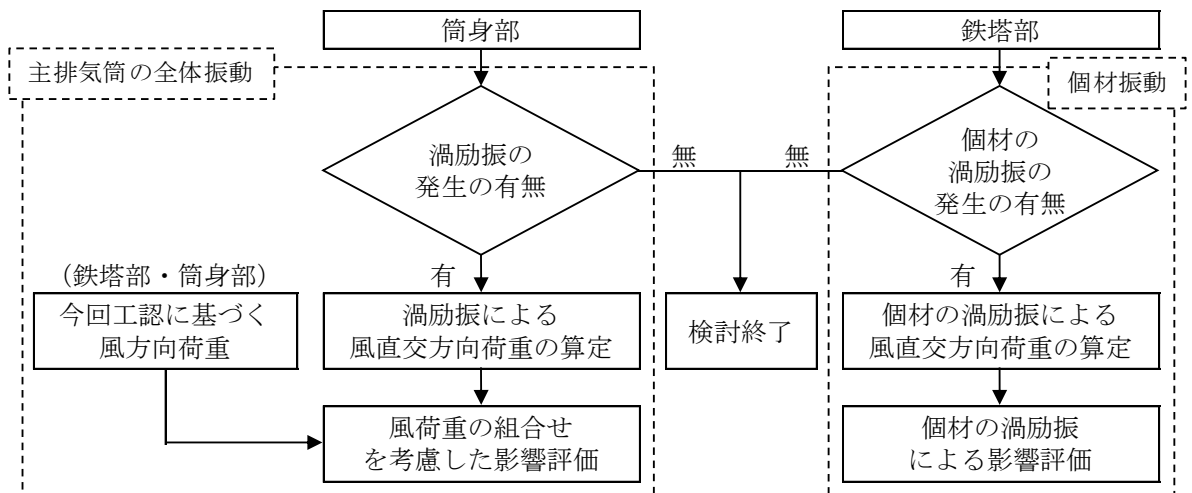 筒身部
鉄塔部
主排気筒の全体振動
個材振動
渦励振の
発生の有無
無
無
個材の
渦励振の
発生の有無
(鉄塔部・筒身部)
有
有
今回工認に基づく
風方向荷重
渦励振による
風直交方向荷重の算定
検討終了
個材の渦励振による
風直交方向荷重の算定
風荷重の組合せ
を考慮した影響評価
個材の渦励振
による影響評価